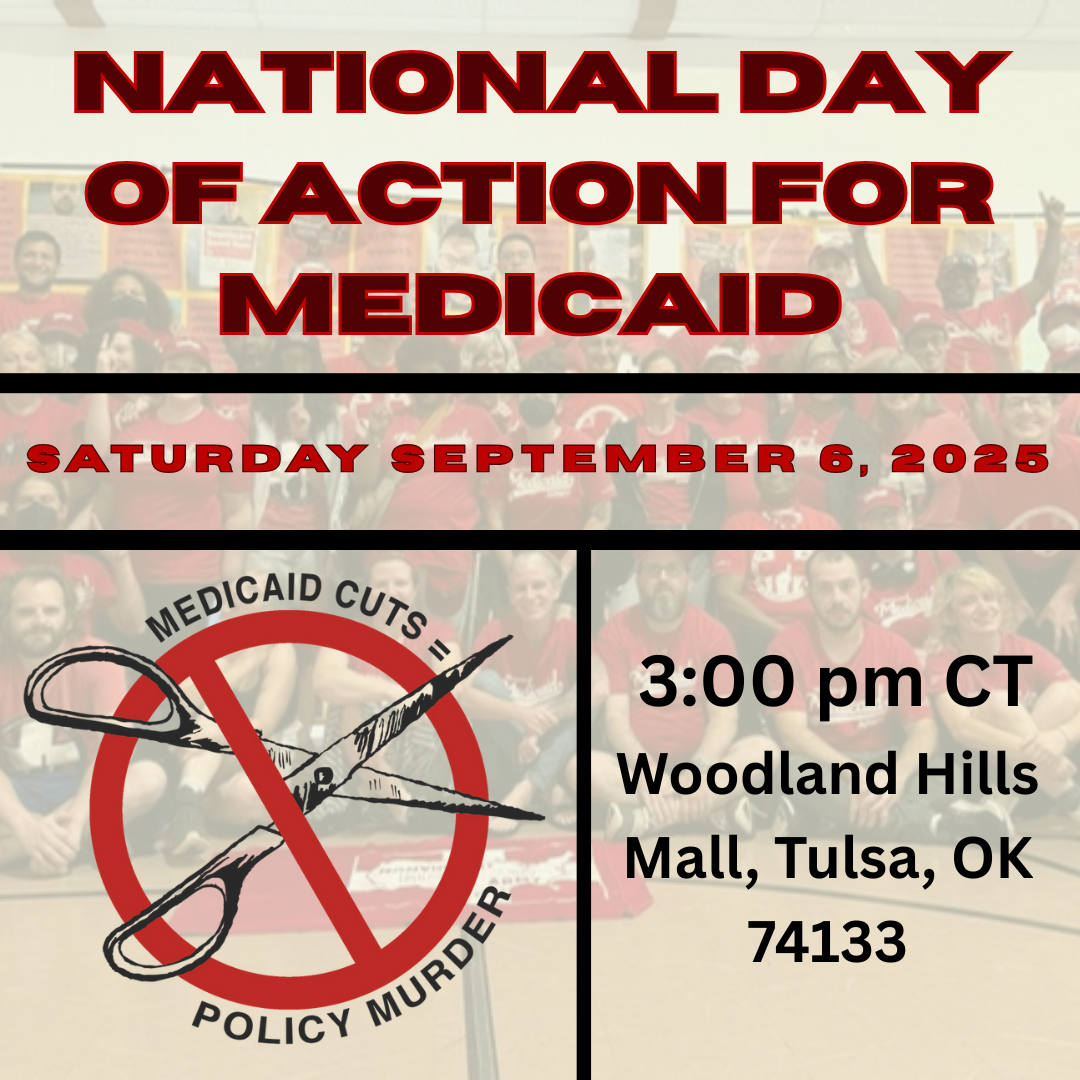 NATIONAL DAY
OF ACTION FOR
MEDICAID
SATURDAY SEPTEMBER 6, 2025
MEDICAID CUTS =
POLICY MURDER
3:00 pm CT
Woodland Hills
Mall, Tulsa, OK
74133